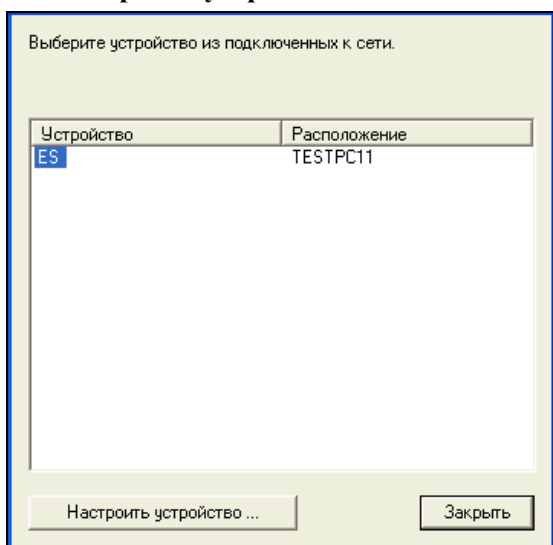 Выберите устройство из подключенных к сети.
Устройство Расположение
ES TESTPC11
Настроить устройство ... Закрыть